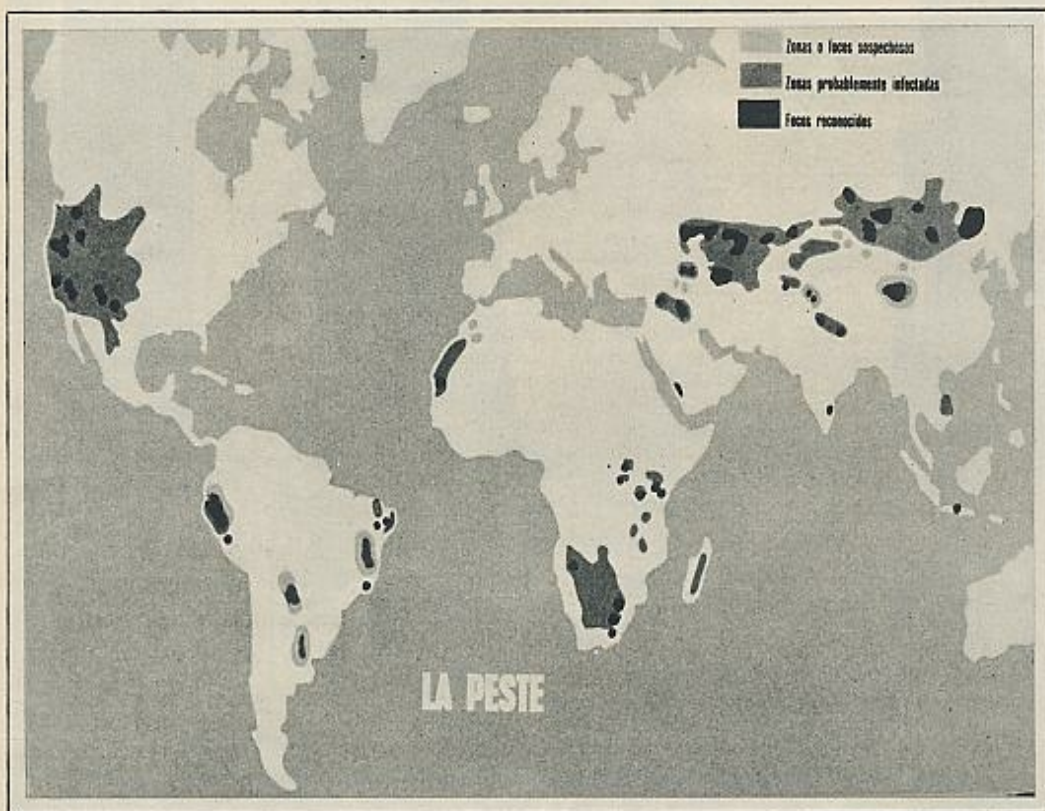 Zonas o focos sospechosos
Zonas probablemente infectadas
Focos reconocidos
LA PESTE